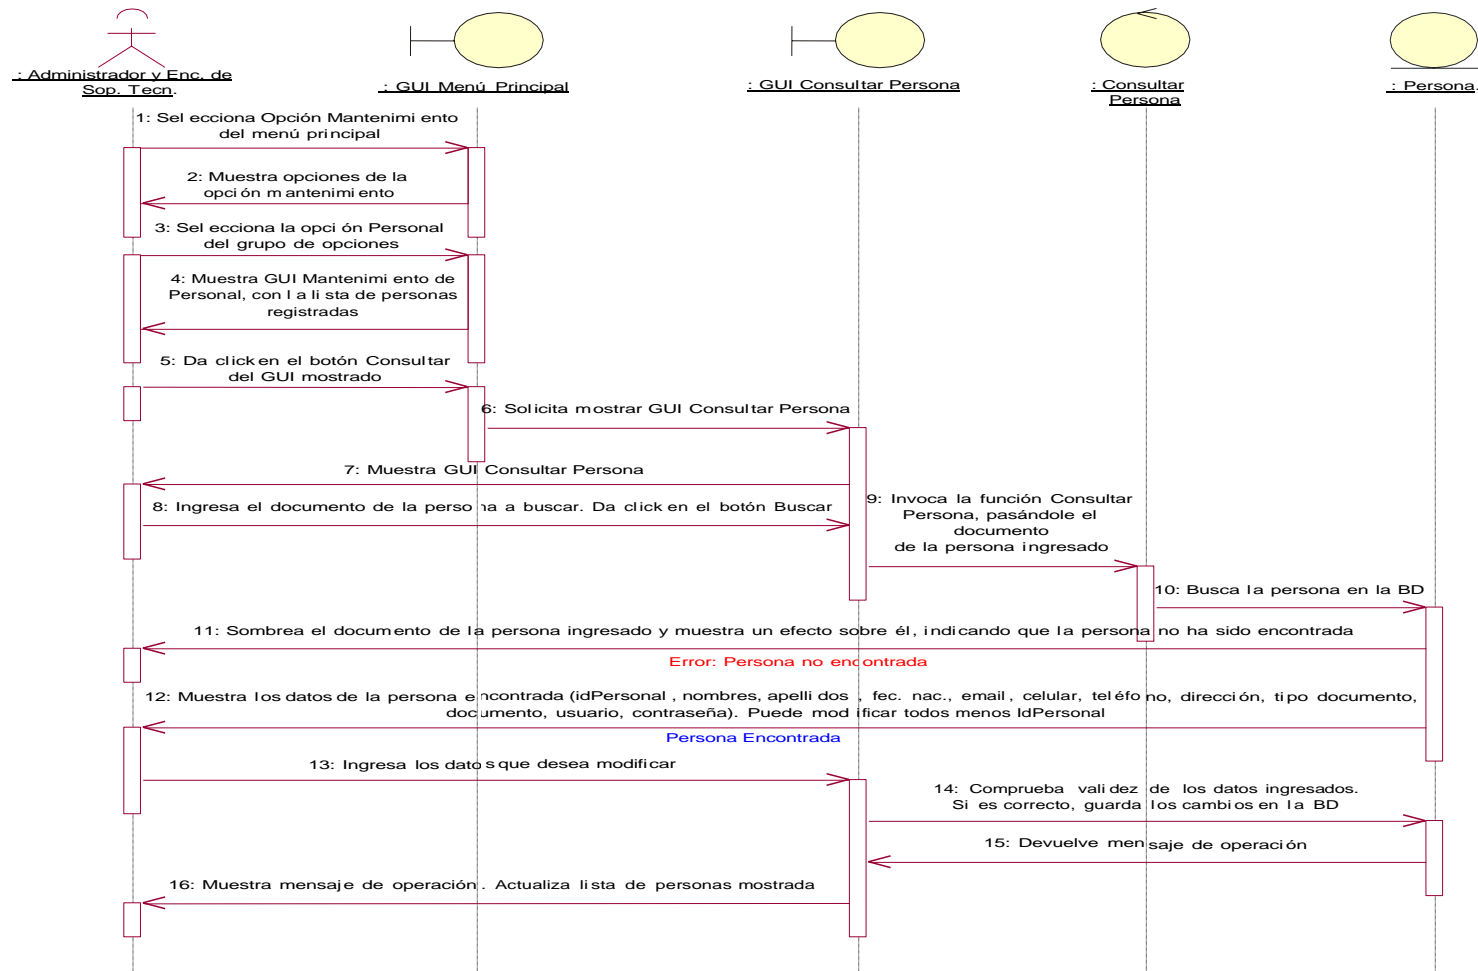 : Administrador y Enc. de
Sop. Tecn.
: GUI Menú Principal
: GUI Consultar Persona
: Consultar
Persona
: Persona.
1: Selecciona Opción Mantenimiento
del menú principal
2: Muestra opciones de la
opción mantenimiento
3: Selecciona la opción Personal
del grupo de opciones
4: Muestra GUI Mantenimiento de
Personal, con la lista de personas
registradas
5: Da click en el botón Consultar
del GUI mostrado
6: Solicita mostrar GUI Consultar Persona
7: Muestra GUI Consultar Persona
8: Ingresa el documento de la persona a buscar. Da click en el botón Buscar
9: Invoca la función Consultar
Persona, pasándole el
documento
de la persona ingresado
10: Busca la persona en la BD
11: Sombrea el documento de la persona ingresado y muestra un efecto sobre él, indicando que la persona no ha sido encontrada
Error: Persona no encontrada
12: Muestra los datos de la persona encontrada (idPersonal, nombres, apellidos, fec. nac., email, celular, teléfono, dirección, tipo documento,
documento, usuario, contraseña). Puede modificar todos menos IdPersonal
Persona Encontrada
13: Ingresa los datos que desea modificar
14: Comprueba validez de los datos ingresados.
Si es correcto, guarda los cambios en la BD
15: Devuelve mensaje de operación
16: Muestra mensaje de operación. Actualiza lista de personas mostrada